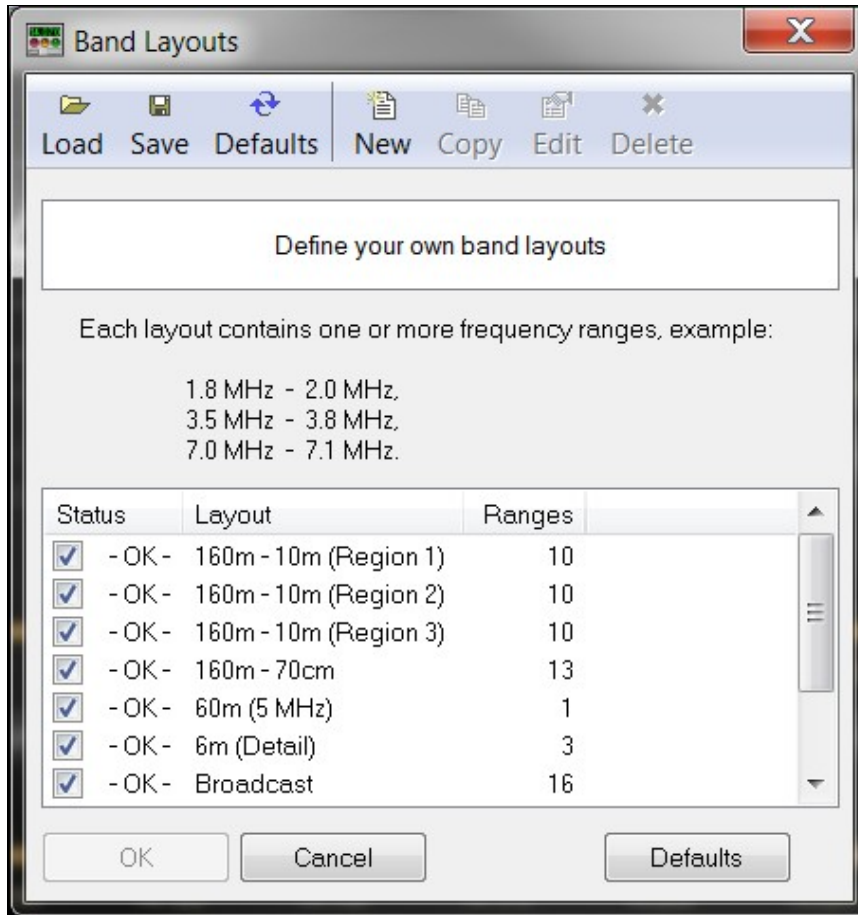 Band Layouts
Load Save Defaults New Copy Edit Delete
Define your own band layouts
Each layout contains one or more frequency ranges, example:
1.8 MHz - 2.0 MHz,
3.5 MHz - 3.8 MHz,
7.0 MHz - 7.1 MHz.
Status Layout Ranges
- OK - 160m - 10m (Region 1) 10
- OK - 160m - 10m (Region 2) 10
- OK - 160m - 10m (Region 3) 10
- OK - 160m - 70cm 13
- OK - 60m (5 MHz) 1
- OK - 6m (Detail) 3
- OK - Broadcast 16
OK Cancel Defaults